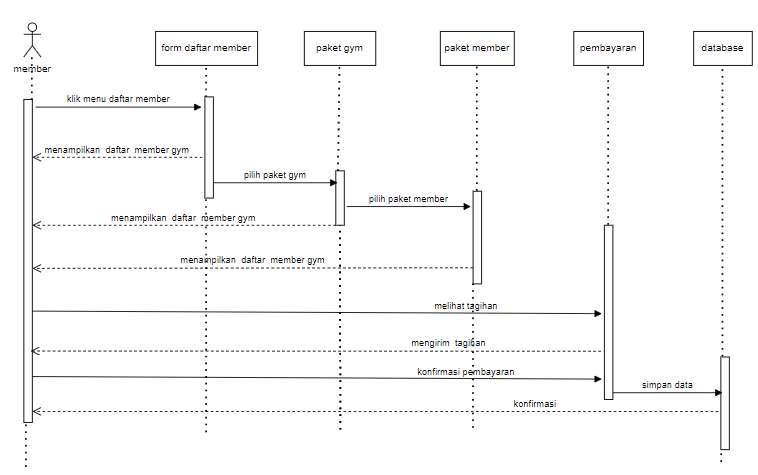 form daftar member
paket gym
paket member
pembayaran
database
member
klik menu daftar member
menampilkan daftar member gym
pilih paket gym
pilih paket member
menampilkan daftar member gym
menampilkan daftar member gym
melihat tagihan
mengirim tagihan
konfirmasi pembayaran
simpan data
konfirmasi